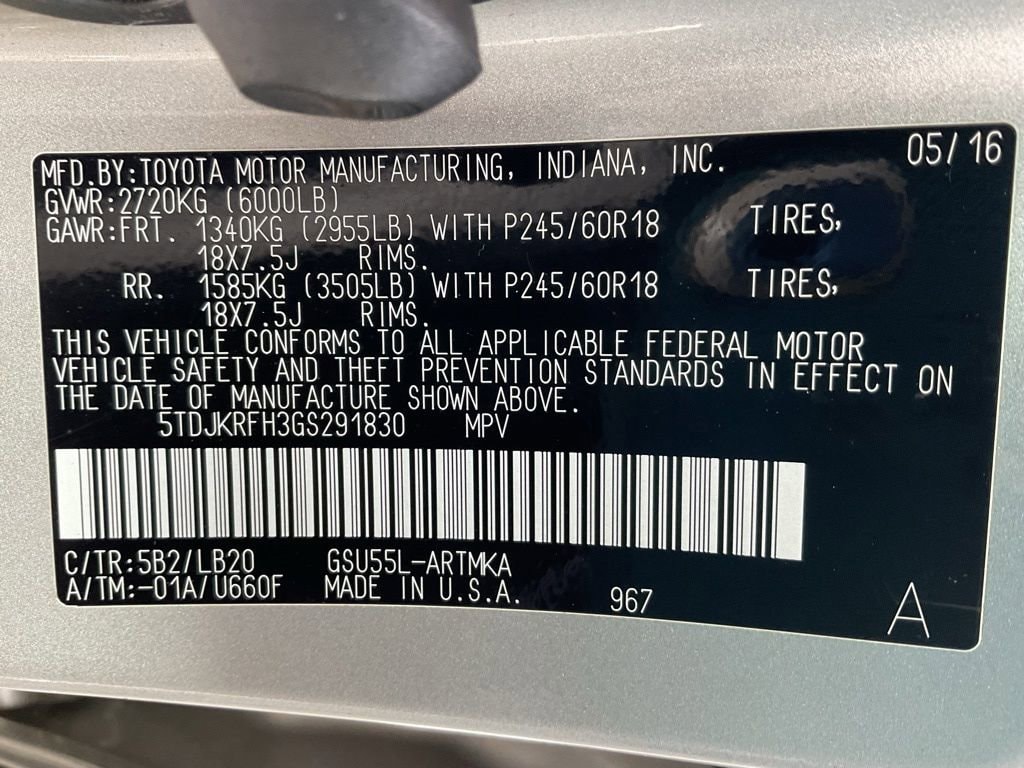 MFD.BY:TOYOTA MOTOR MANUFACTURING, INDIANA, INC. 05/16
GVWR:2720KG (6000LB)
GAWR:FRT. 1340KG (2955LB) WITH P245/60R18 TIRES,
18X7.5J RIMS.
RR. 1585KG (3505LB) WITH P245/60R18 TIRES,
18X7.5J RIMS.
THIS VEHICLE CONFORMS TO ALL APPLICABLE FEDERAL MOTOR
VEHICLE SAFETY AND THEFT PREVENTION STANDARDS IN EFFECT ON
THE DATE OF MANUFACTURE SHOWN ABOVE.
5TDJKRFH3GS291830 MPV
C/TR:5B2/LB20 GSU55L-ARTMKA
A/TM:-01A/U660F MADE IN U.S.A. 967 A